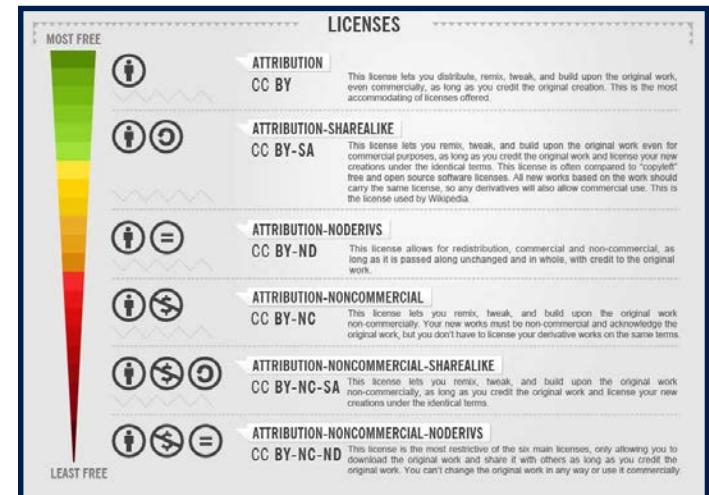 LICENSES
MOST FREE
ATTRIBUTION
CC BY
This license lets you distribute, remix, tweak, and build upon the original work,
even commercially, as long as you credit the original creation. This is the most
accommodating of licenses offered.
ATTRIBUTION-SHAREALIKE
CC BY-SA
This license lets you remix, tweak, and build upon the original work even for
commercial purposes, as long as you credit the original work and license your new
creations under the identical terms. This license is often compared to "copyleft"
free and open source software licenses. All new works based on the work should
carry the same license, so any derivatives will also allow commercial use. This is
the license used by Wikipedia.
ATTRIBUTION-NODERIVS
CC BY-ND
This license allows for redistribution, commercial and non-commercial, as
long as it is passed along unchanged and in whole, with credit to the original
work.
ATTRIBUTION-NONCOMMERCIAL
CC BY-NC
This license lets you remix, tweak, and build upon the original work
non-commercially. Your new works must be non-commercial and acknowledge the
original work, but you don't have to license your derivative works on the same terms.
ATTRIBUTION-NONCOMMERCIAL-SHAREALIKE
CC BY-NC-SA
This license lets you remix, tweak, and build upon the original work
non-commercially, as long as you credit the original work and license your new
creations under the identical terms.
ATTRIBUTION-NONCOMMERCIAL-NODERIVS
CC BY-NC-ND
This license is the most restrictive of the six main licenses, only allowing you to
download the original work and share it with others as long as you credit the
original work. You can't change the original work in any way or use it commercially.
LEAST FREE